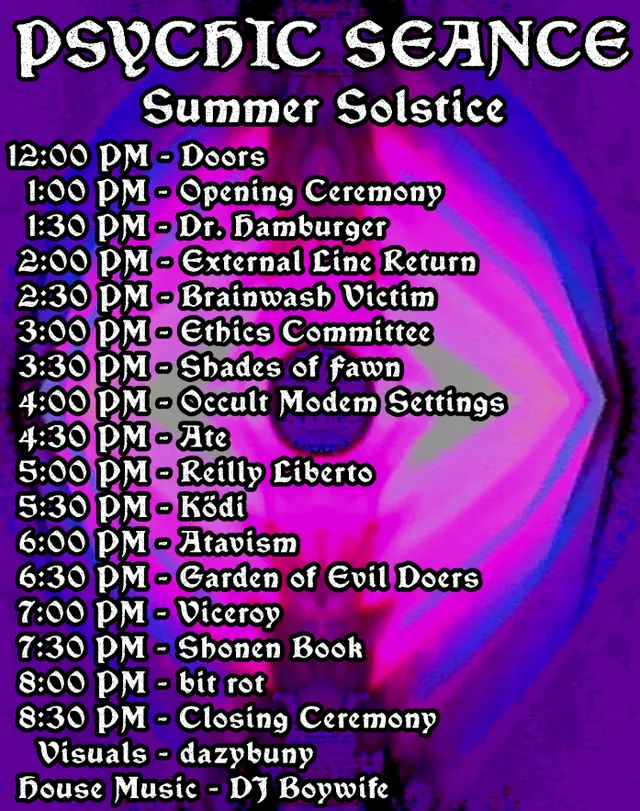 PSYCHIC SEANCE
Summer Solstice
12:00 PM - Doors
1:00 PM - Opening Ceremony
1:30 PM - Dr. Hamburger
2:00 PM - External Line Return
2:30 PM - Brainwash Victim
3:00 PM - Ethics Committee
3:30 PM - Shades of Fawn
4:00 PM - Occult Modem Settings
4:30 PM - Ate
5:00 PM - Reilly Liberto
5:30 PM - Ködi
6:00 PM - Atavism
6:30 PM - Garden of Evil Doers
7:00 PM - Viceroy
7:30 PM - Shonen Book
8:00 PM - bit rot
8:30 PM - Closing Ceremony
Visuals - dazybuny
House Music - DJ Boywife